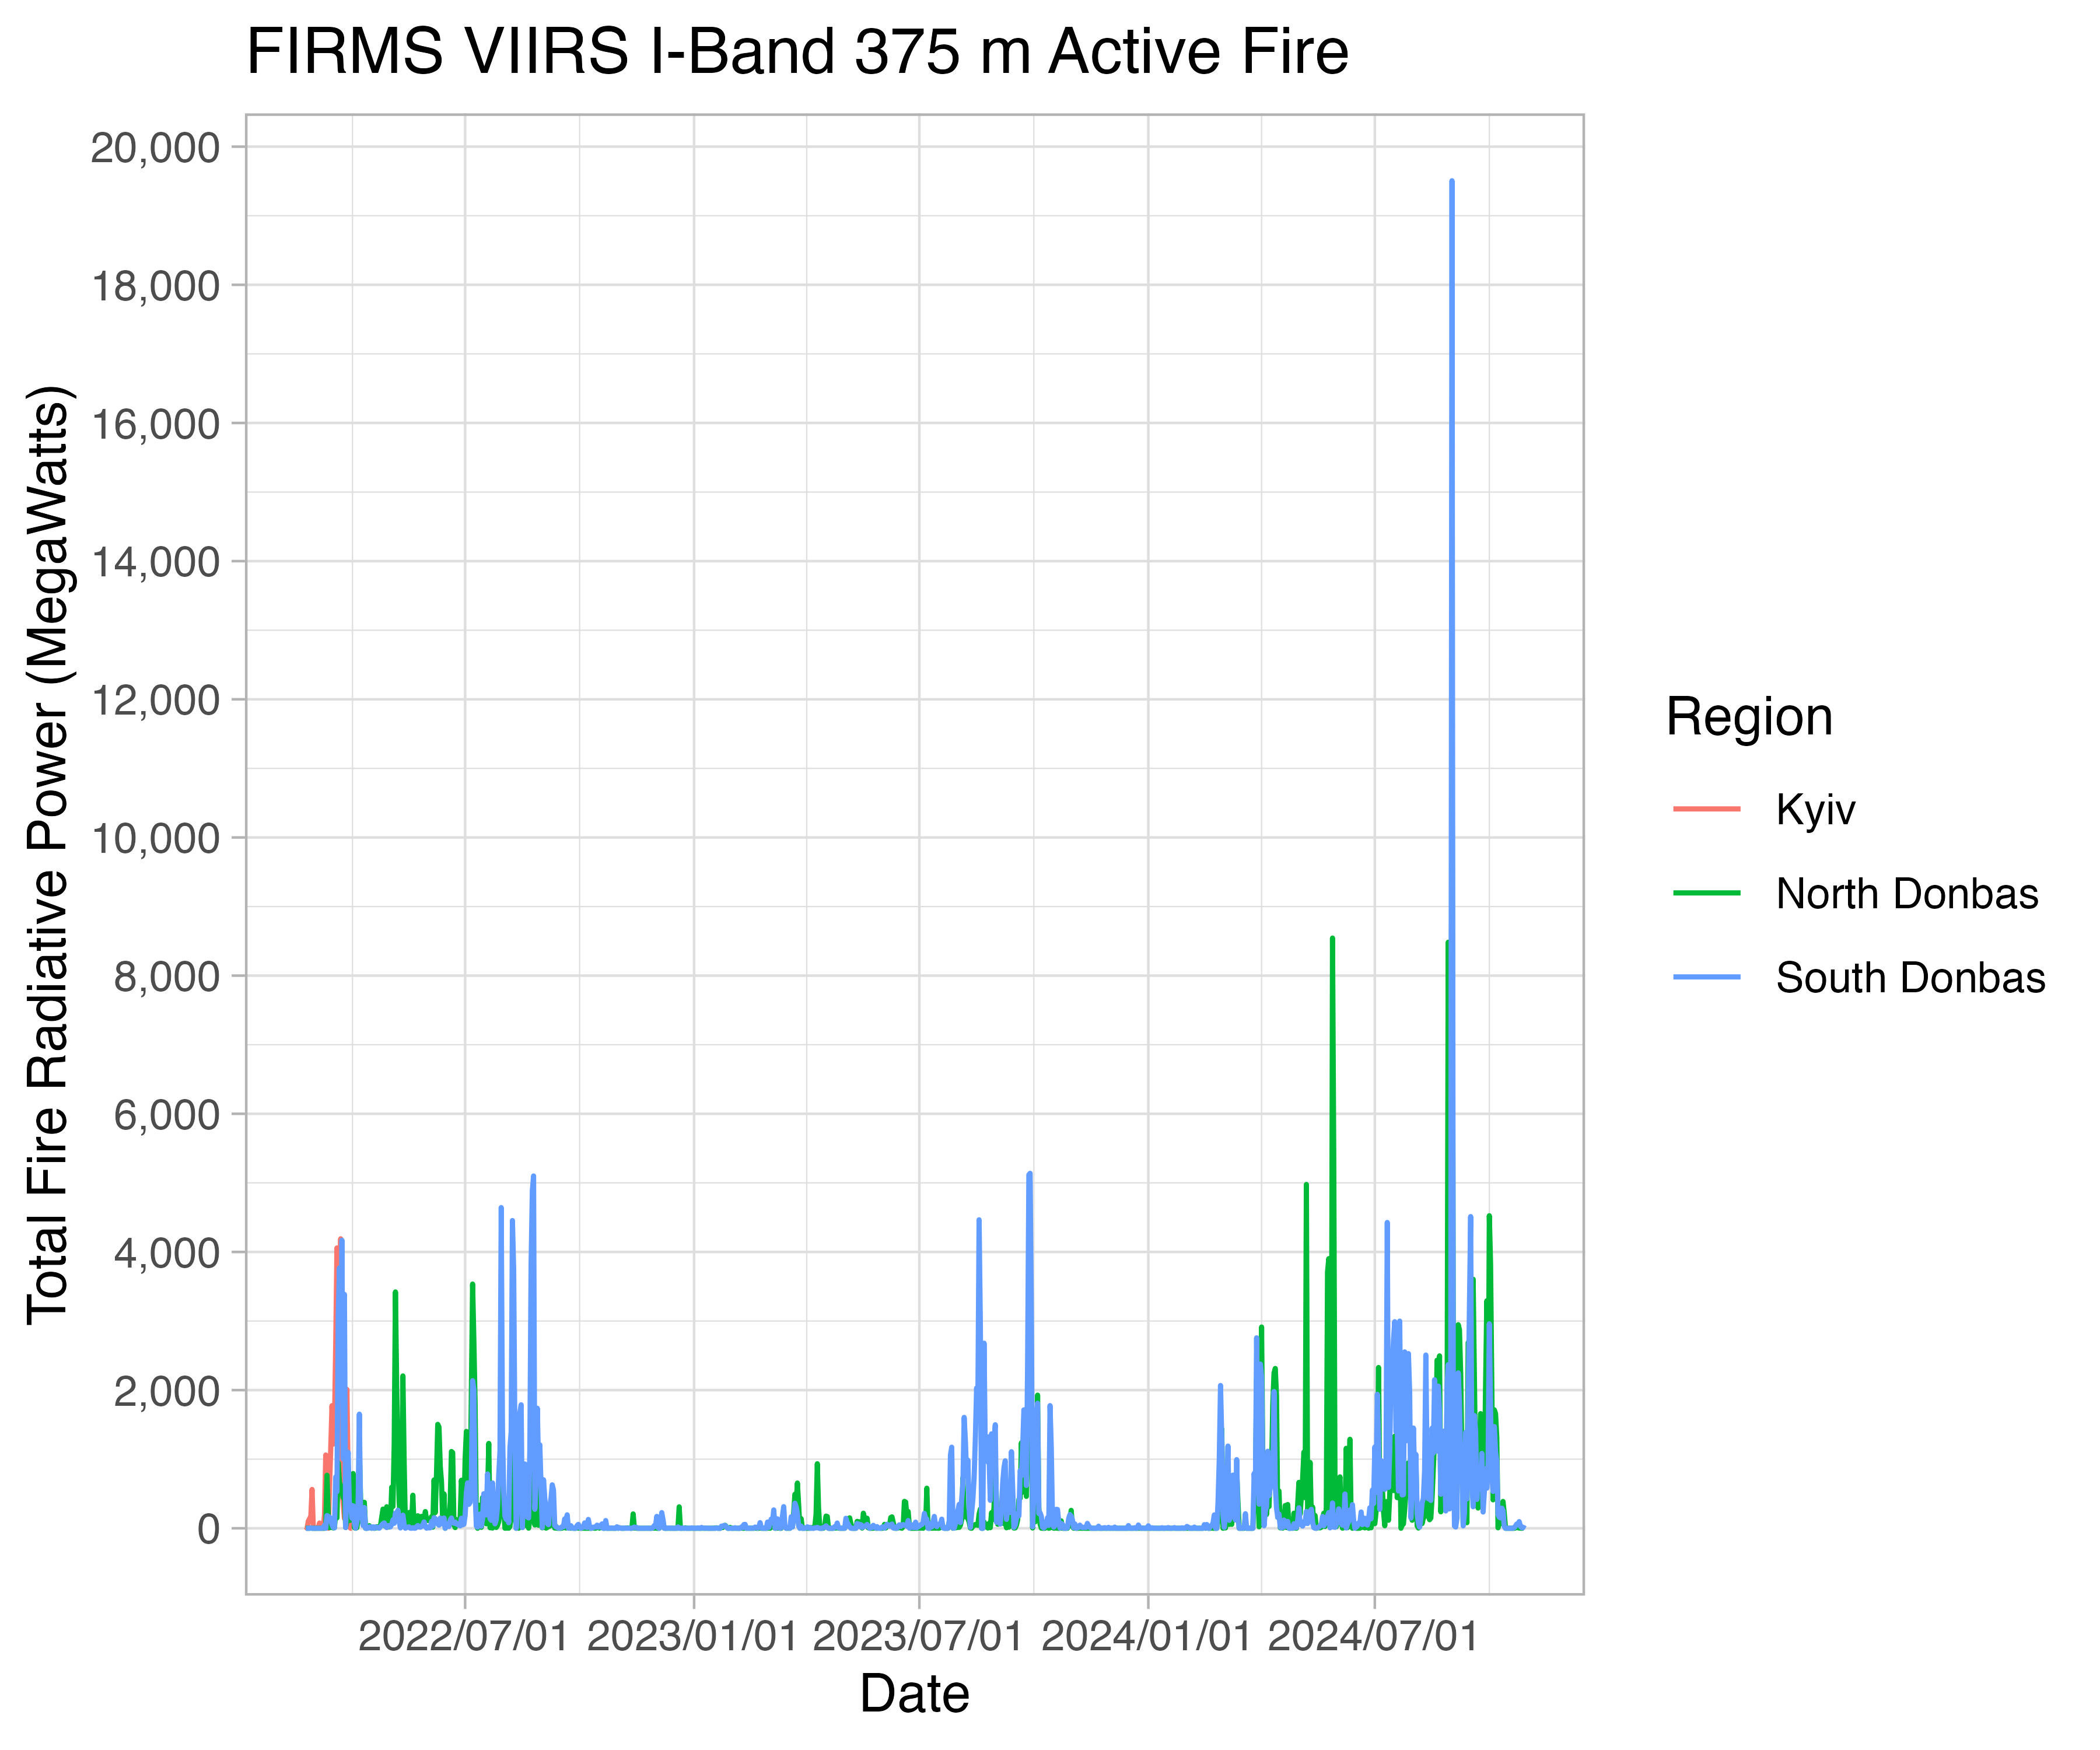 FIRMS VIIRS I-Band 375 m Active Fire
Total Fire Radiative Power (MegaWatts)
20,000
18,000
16,000
14,000
12,000
10,000
8,000
6,000
4,000
2,000
0
2022/07/01 2023/01/01 2023/07/01 2024/01/01 2024/07/01
Date
Region
Kyiv
North Donbas
South Donbas